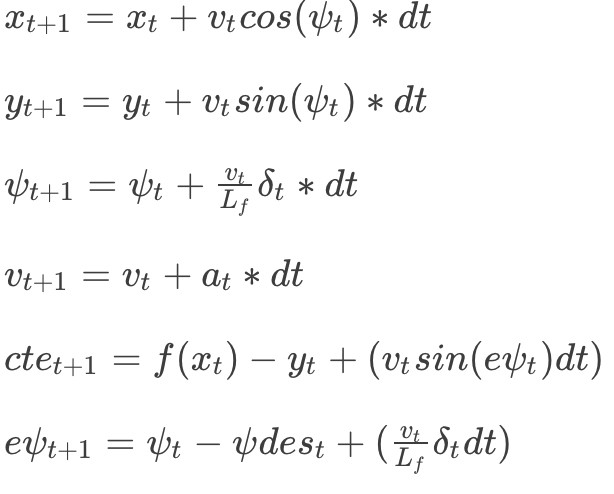 x_{t+1} = x_t + v_t cos(ψ_t) * dt
y_{t+1} = y_t + v_t sin(ψ_t) * dt
ψ_{t+1} = ψ_t + \frac{v_t}{L_f} δ_t * dt
v_{t+1} = v_t + a_t * dt
cte_{t+1} = f(x_t) − y_t + (v_t sin(eψ_t)dt)
eψ_{t+1} = ψ_t − ψdes_t + (\frac{v_t}{L_f} δ_t dt)